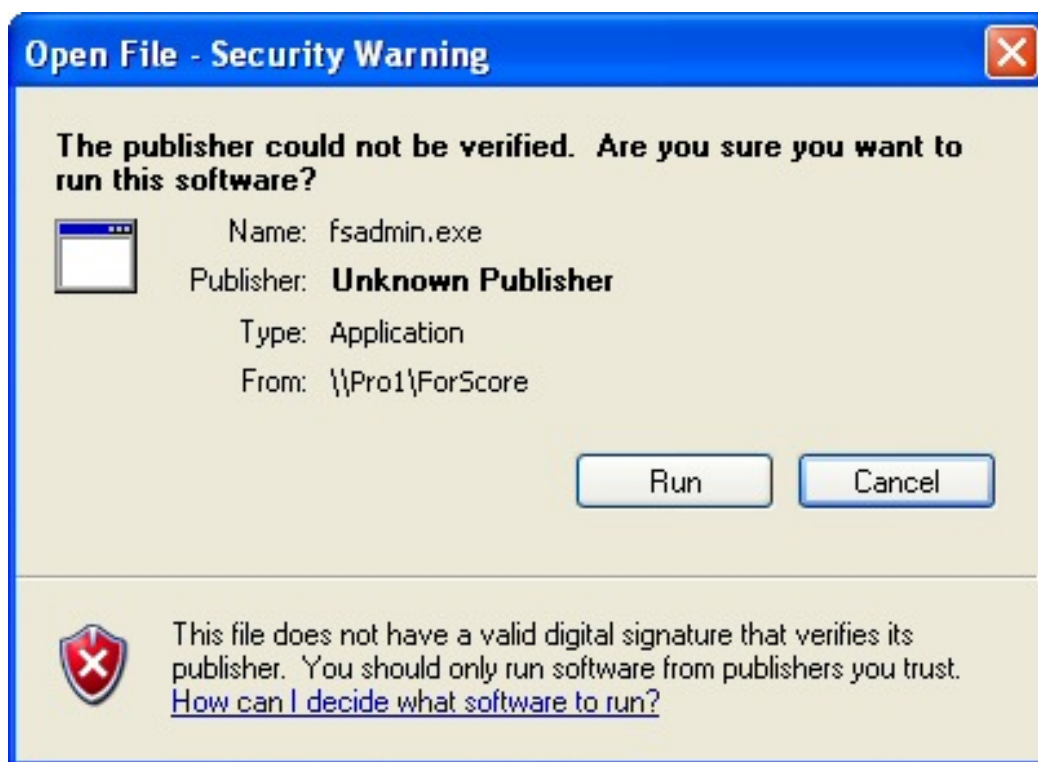 Open File - Security Warning
The publisher could not be verified.  Are you sure you want to
run this software?
Name: fsadmin.exe
Publisher: Unknown Publisher
Type: Application
From: \\Pro1\ForScore
Run Cancel
This file does not have a valid digital signature that verifies its
publisher.  You should only run software from publishers you trust.
How can I decide what software to run?